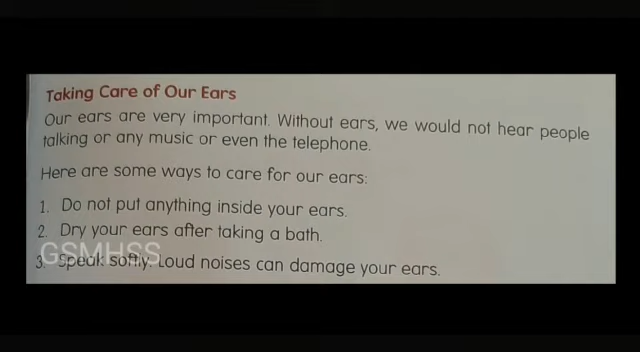 Taking Care of Our Ears
Our ears are very important. Without ears, we would not hear people
talking or any music or even the telephone.
Here are some ways to care for our ears:
1. Do not put anything inside your ears.
2. Dry your ears after taking a bath.
GSMHSS
3. Speak softly. Loud noises can damage your ears.